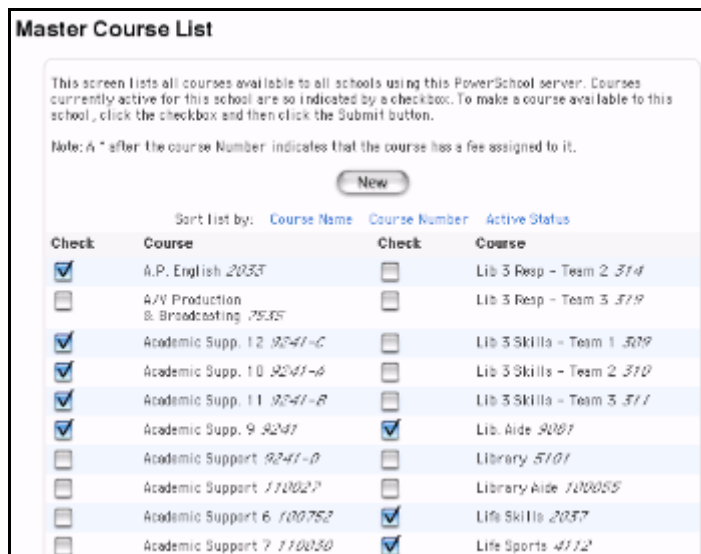 Master Course List
This screen lists all courses available to all schools using this PowerSchool server. Courses
currently active for this school are so indicated by a checkbox. To make a course available to this
school, click the checkbox and then click the Submit button.
Note: A * after the course Number indicates that the course has a fee assigned to it.
New
Sort list by: Course Name Course Number Active Status
Check Course Check Course
A.P. English 2033 Lib 3 Resp - Team 2 314
A/V Production
& Broadcasting 7535 Lib 3 Resp - Team 3 319
Academic Supp. 12 9241-C Lib 3 Skills - Team 1 309
Academic Supp. 10 9241-A Lib 3 Skills - Team 2 310
Academic Supp. 11 9241-B Lib 3 Skills - Team 3 311
Academic Supp. 9 9241 Lib. Aide 9001
Academic Support 9241-D Library 5101
Academic Support 110027 Library Aide 100055
Academic Support 6 100752 Life Skills 2037
Academic Support 7 110030 Life Sports 4112